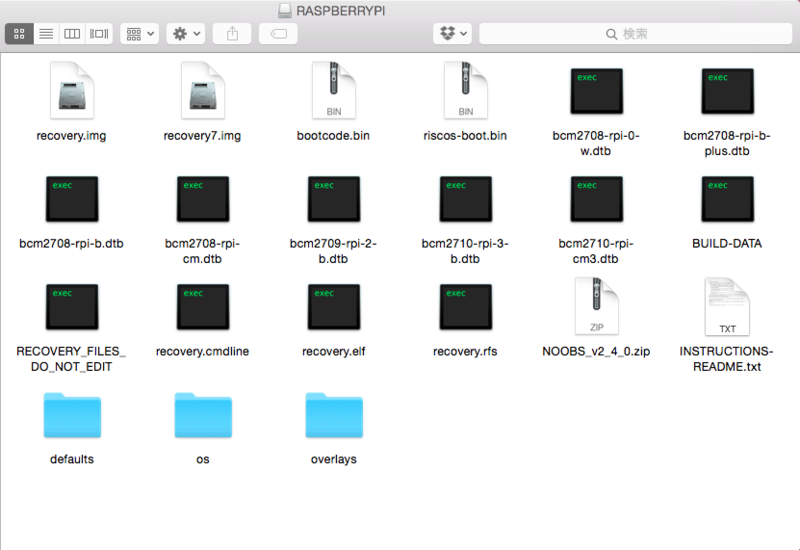 RASPBERRYPI
検索
recovery.img
recovery7.img
BIN
bootcode.bin
BIN
riscos-boot.bin
exec
bcm2708-rpi-0-
w.dtb
exec
bcm2708-rpi-b-
plus.dtb
exec
bcm2708-rpi-b.dtb
exec
bcm2708-rpi-
cm.dtb
exec
bcm2709-rpi-2-
b.dtb
exec
bcm2710-rpi-3-
b.dtb
exec
bcm2710-rpi-
cm3.dtb
exec
BUILD-DATA
exec
RECOVERY_FILES_
DO_NOT_EDIT
exec
recovery.cmdline
exec
recovery.elf
exec
recovery.rfs
ZIP
NOOBS_v2_4_0.zip
TXT
INSTRUCTIONS-
README.txt
defaults
os
overlays